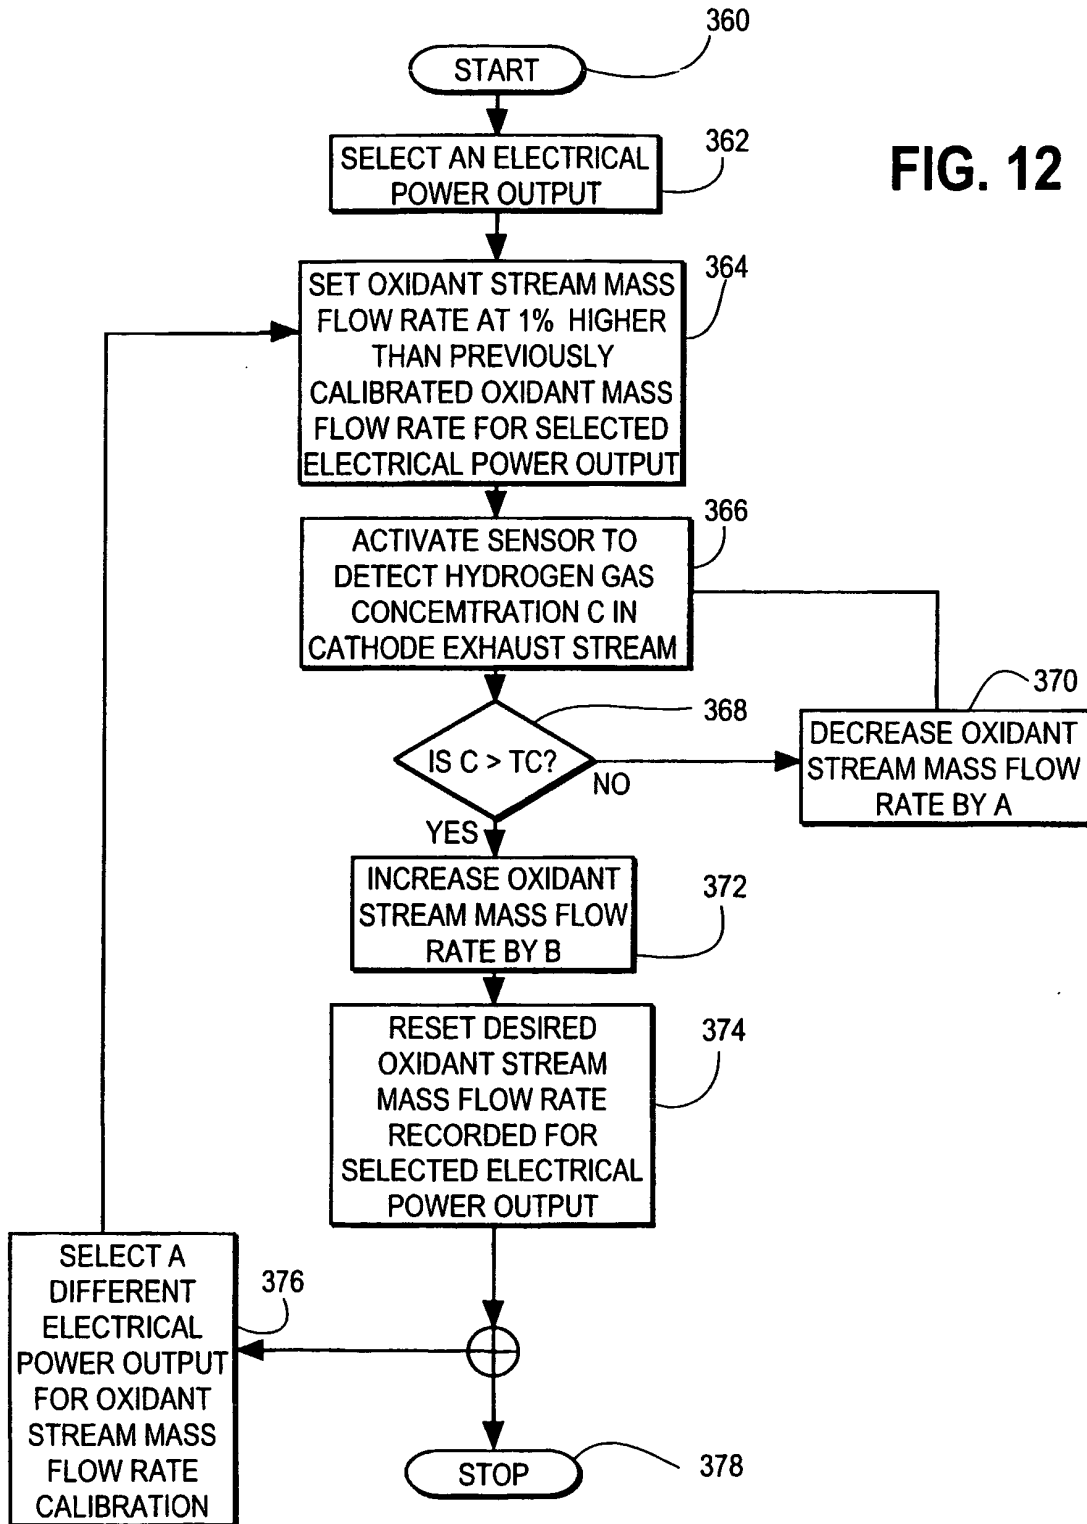 360
START
362
SELECT AN ELECTRICAL
POWER OUTPUT
FIG. 12
364
SET OXIDANT STREAM MASS
FLOW RATE AT 1% HIGHER
THAN PREVIOUSLY
CALIBRATED OXIDANT MASS
FLOW RATE FOR SELECTED
ELECTRICAL POWER OUTPUT
366
ACTIVATE SENSOR TO
DETECT HYDROGEN GAS
CONCEMTRATION C IN
CATHODE EXHAUST STREAM
368
IS C > TC?
NO
YES
370
DECREASE OXIDANT
STREAM MASS FLOW
RATE BY A
372
INCREASE OXIDANT
STREAM MASS FLOW
RATE BY B
374
RESET DESIRED
OXIDANT STREAM
MASS FLOW RATE
RECORDED FOR
SELECTED ELECTRICAL
POWER OUTPUT
376
SELECT A
DIFFERENT
ELECTRICAL
POWER OUTPUT
FOR OXIDANT
STREAM MASS
FLOW RATE
CALIBRATION
STOP
378